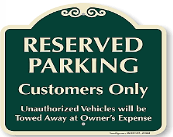 RESERVED
PARKING
Customers Only
Unauthorized Vehicles will be
Towed Away at Owner's Expense